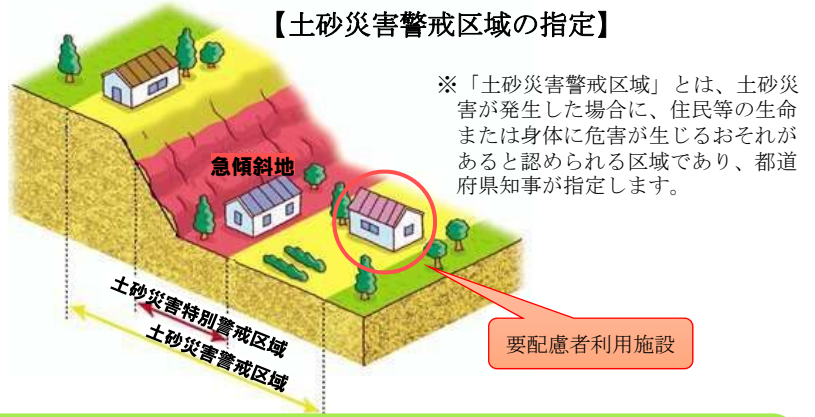 【土砂災害警戒区域の指定】
※「土砂災害警戒区域」とは、土砂災
害が発生した場合に、住民等の生命
または身体に危害が生じるおそれが
あると認められる区域であり、都道
府県知事が指定します。
急傾斜地
土砂災害特別警戒区域
土砂災害警戒区域
要配慮者利用施設